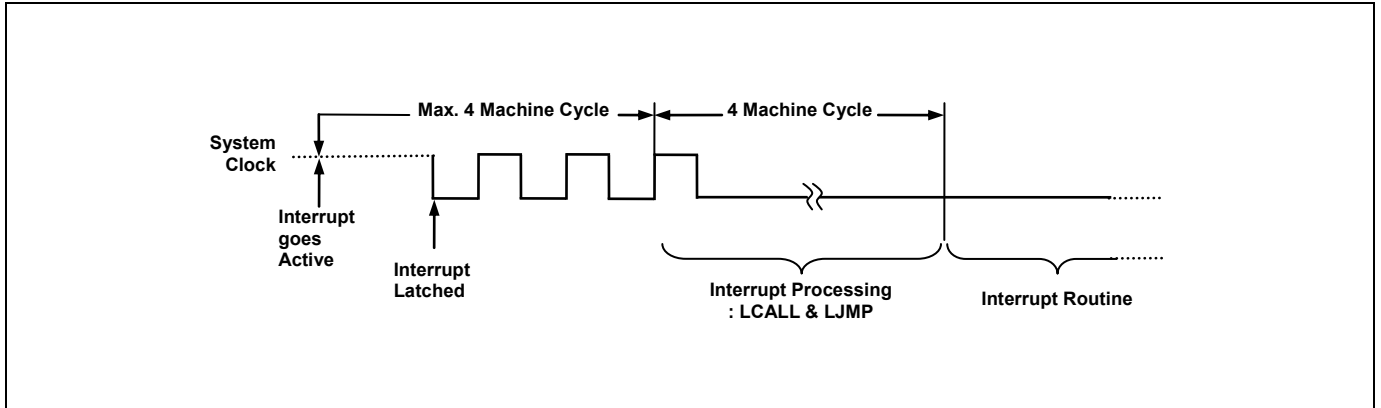 Max. 4 Machine Cycle
4 Machine Cycle
System
Clock
Interrupt
goes
Active
Interrupt
Latched
Interrupt Processing
: LCALL & LJMP
Interrupt Routine